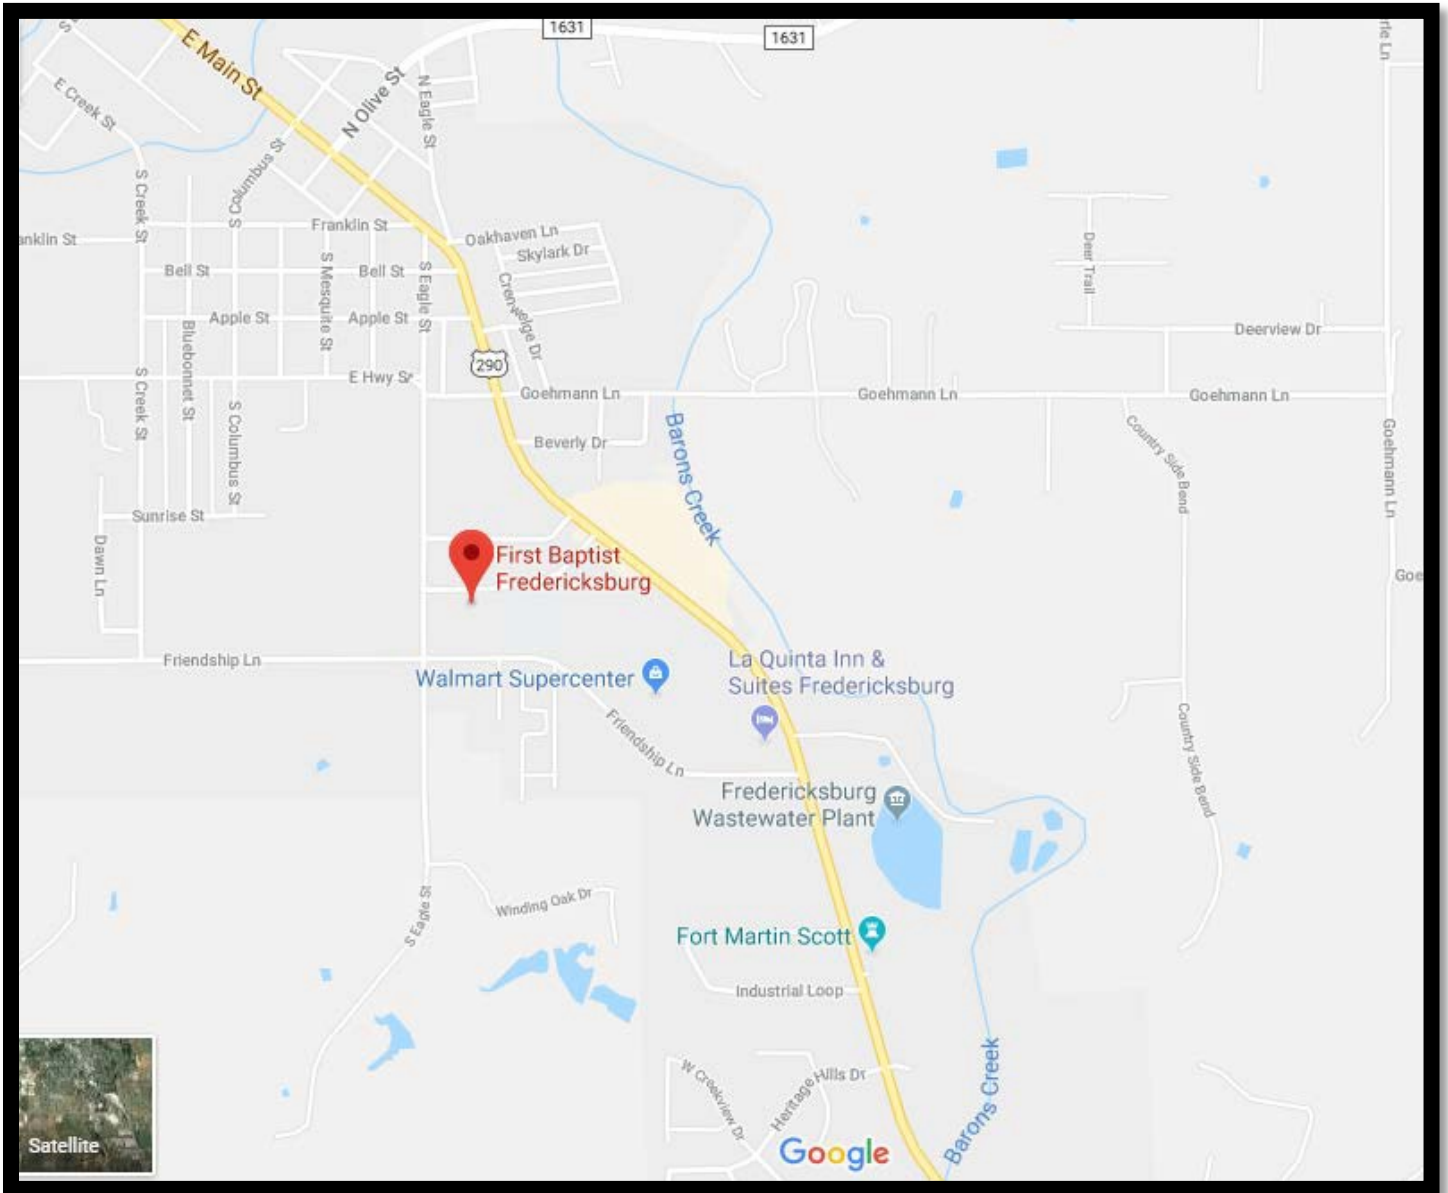 1631
1631
E Main St
N Olive St
N Eagle St
E Creek St
S Columbus St
S Creek St
Franklin St
anklin St
Oakhaven Ln
Skylark Dr
Bell St
Bell St
S Mesquite St
S Eagle St
Crenwelge Dr
Deer Trail
Apple St
Apple St
Bluebonnet St
Deerview Dr
290
E Hwy St
Goehmann Ln
Goehmann Ln
Goehmann Ln
S Creek St
S Columbus St
Beverly Dr
Barons Creek
Country Side Bend
Goehmann Ln
Sunrise St
Dawn Ln
First Baptist
Fredericksburg
Goe
Friendship Ln
Walmart Supercenter
La Quinta Inn &
Suites Fredericksburg
Friendship Ln
Country Side Bend
Fredericksburg
Wastewater Plant
S Eagle St
Winding Oak Dr
Fort Martin Scott
Industrial Loop
W Creekview Dr
Heritage Hills Dr
Barons Creek
Satellite
Google